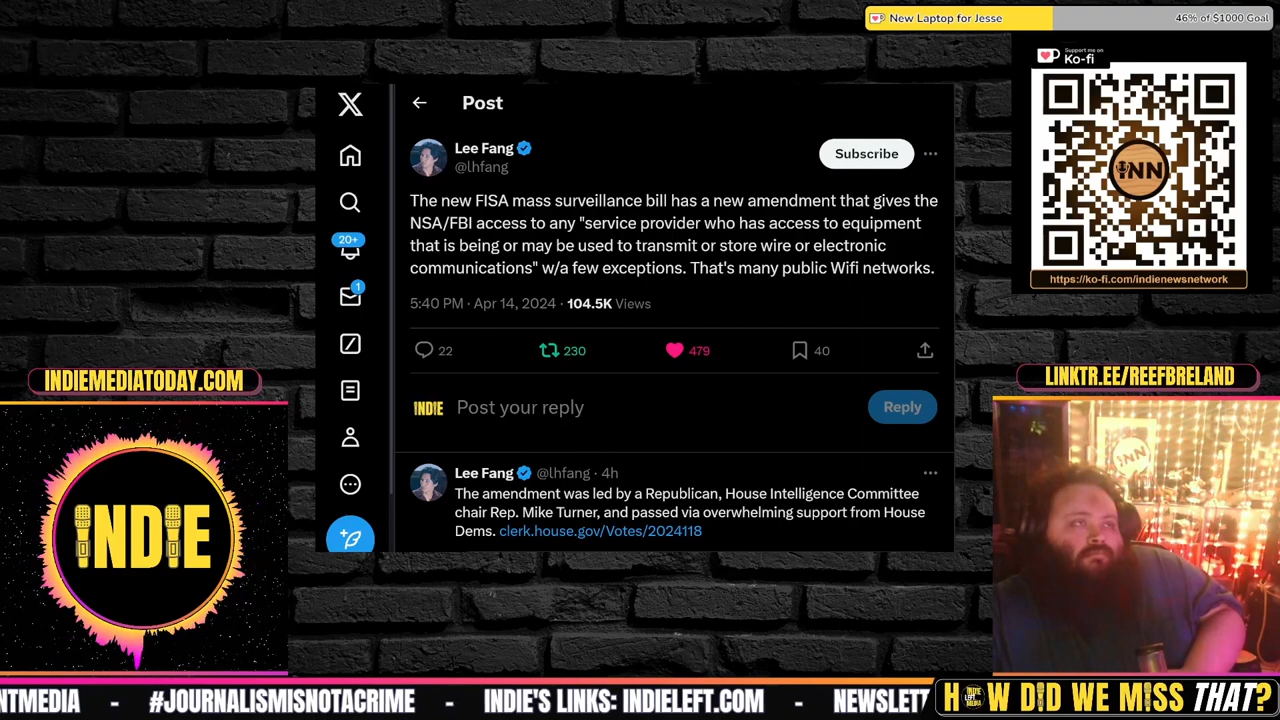 New Laptop for Jesse
46% of $1000 Goal
Support me on
Ko-fi
iNN
https://ko-fi.com/indienewsnetwork
Post
Lee Fang
@lhfang
Subscribe
The new FISA mass surveillance bill has a new amendment that gives the
NSA/FBI access to any "service provider who has access to equipment
that is being or may be used to transmit or store wire or electronic
communications" w/a few exceptions. That's many public Wifi networks.
5:40 PM · Apr 14, 2024 · 104.5K Views
22
230
479
40
20+
1
INDIE
Post your reply
Reply
Lee Fang @lhfang · 4h
The amendment was led by a Republican, House Intelligence Committee
chair Rep. Mike Turner, and passed via overwhelming support from House
Dems. clerk.house.gov/Votes/2024118
INDIEMEDIATODAY.COM
INDIE
LINKTR.EE/REEFBRELAND
iNN
NTMEDIA - #JOURNALISMISNOTACRIME - INDIE'S LINKS: INDIELEFT.COM - NEWSLETT
HOW DID WE MISS THAT?